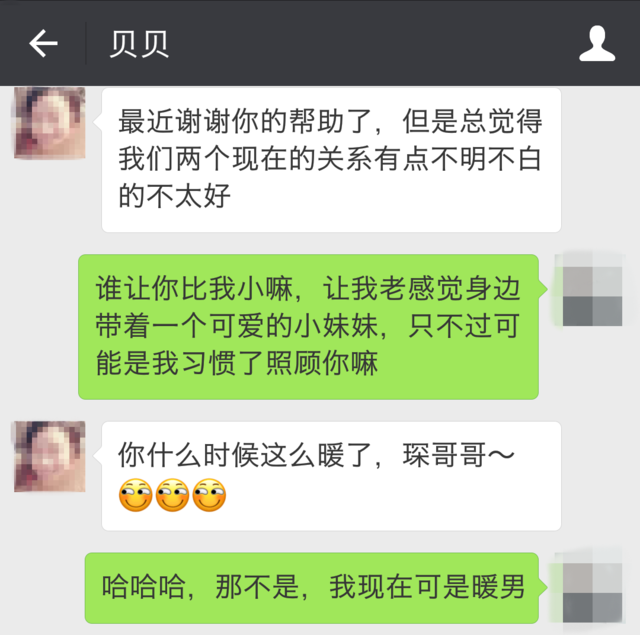 贝贝
最近谢谢你的帮助了，但是总觉得
我们两个现在的关系有点不明不白
的不太好
谁让你比我小嘛，让我老感觉身边
带着一个可爱的小妹妹，只不过可
能是我习惯了照顾你嘛
你什么时候这么暖了，琛哥哥～
哈哈哈，那不是，我现在可是暖男